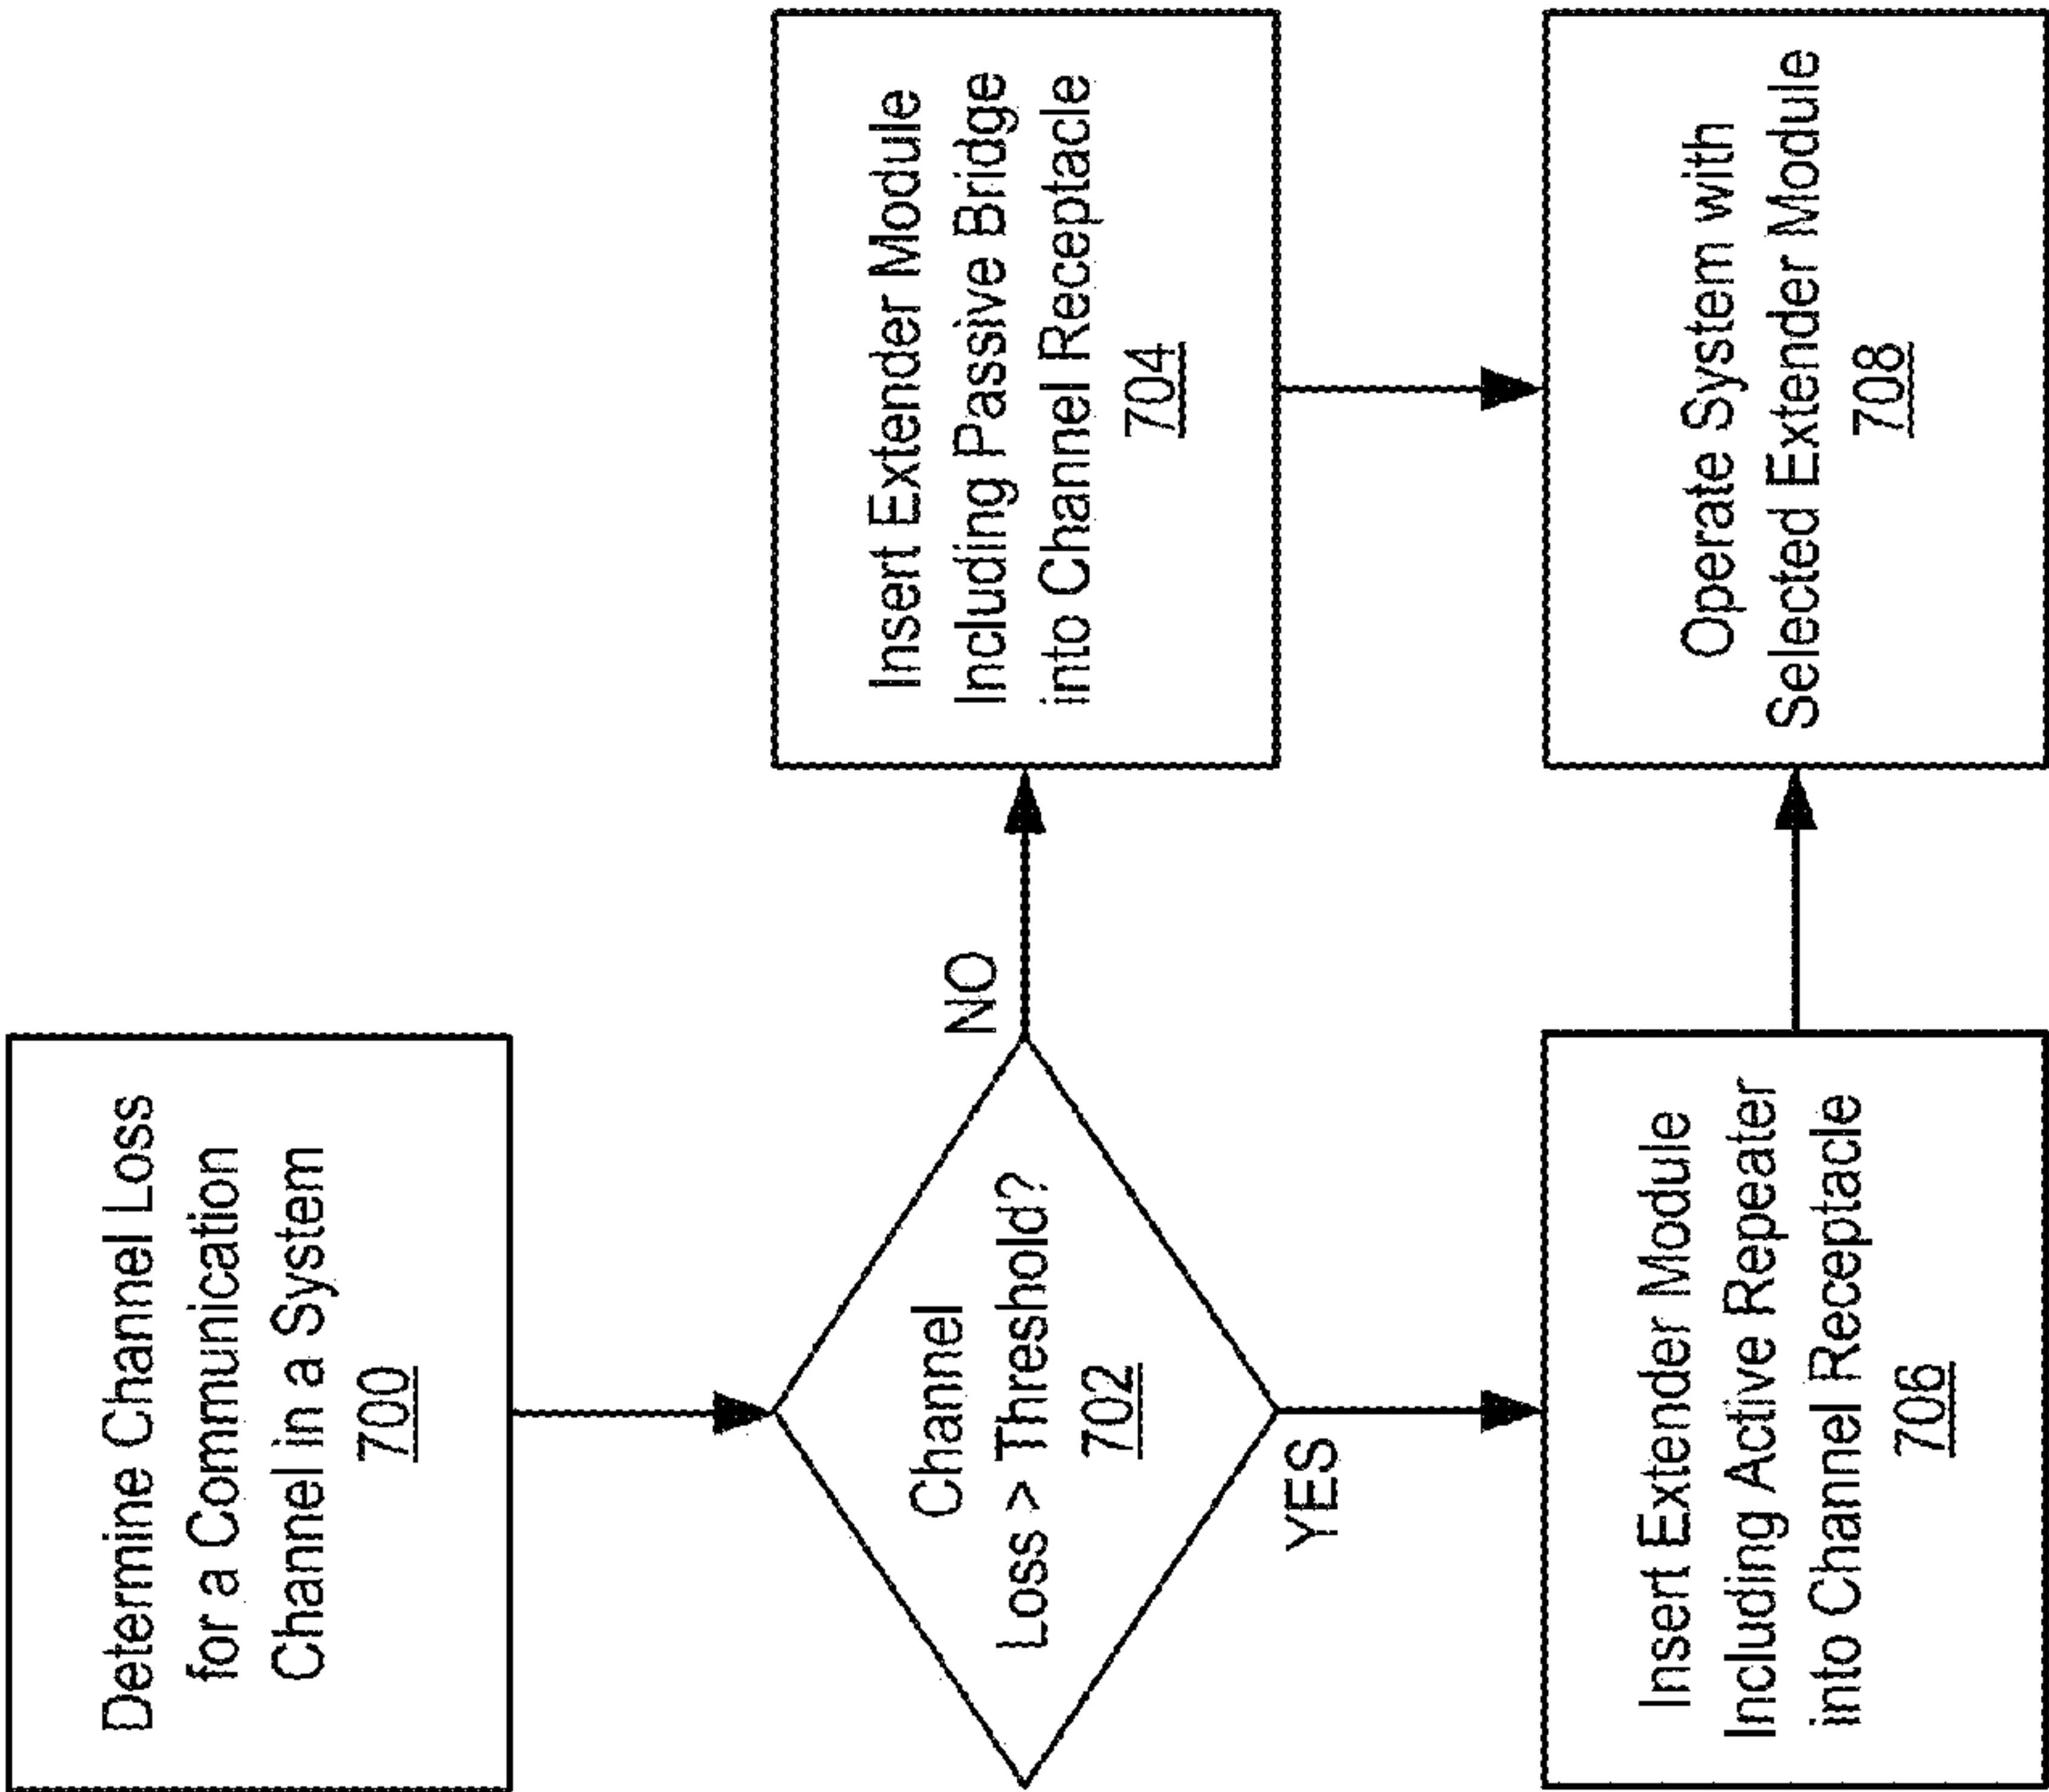 Determine Channel Loss
for a Communication
Channel in a System
700
Channel
Loss > Threshold?
702
NO
YES
Insert Extender Module
Including Passive Bridge
into Channel Receptacle
704
Insert Extender Module
Including Active Repeater
into Channel Receptacle
706
Operate System with
Selected Extender Module
708